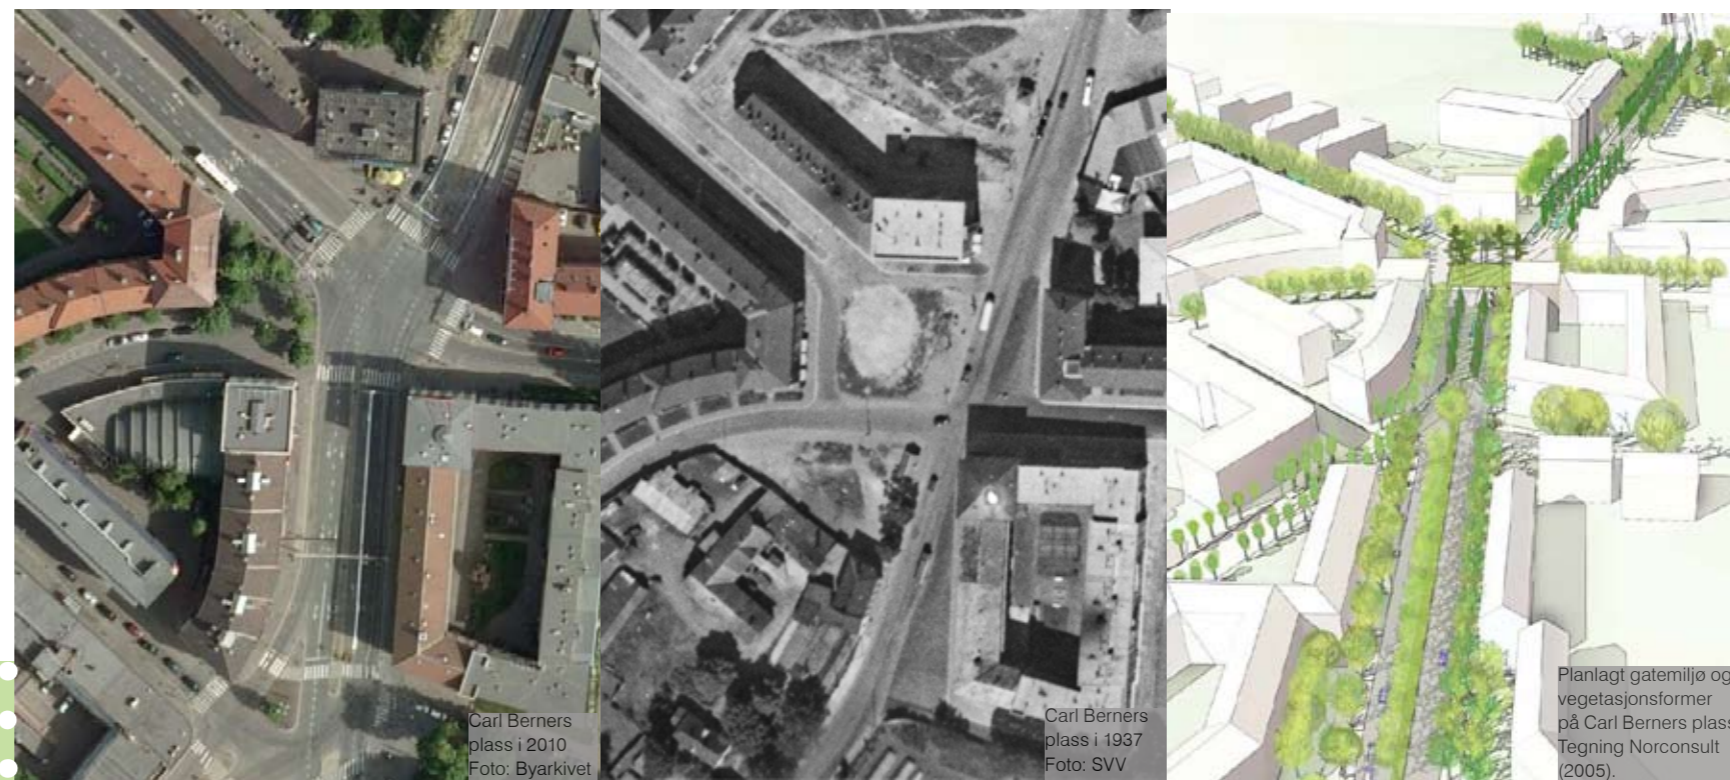 Carl Berners
plass i 2010
Foto: Byarkivet
Carl Berners
plass i 1937
Foto: SVV
Planlagt gatemiljø og
vegetasjonsformer
på Carl Berners plass
Tegning Norconsult
(2005).